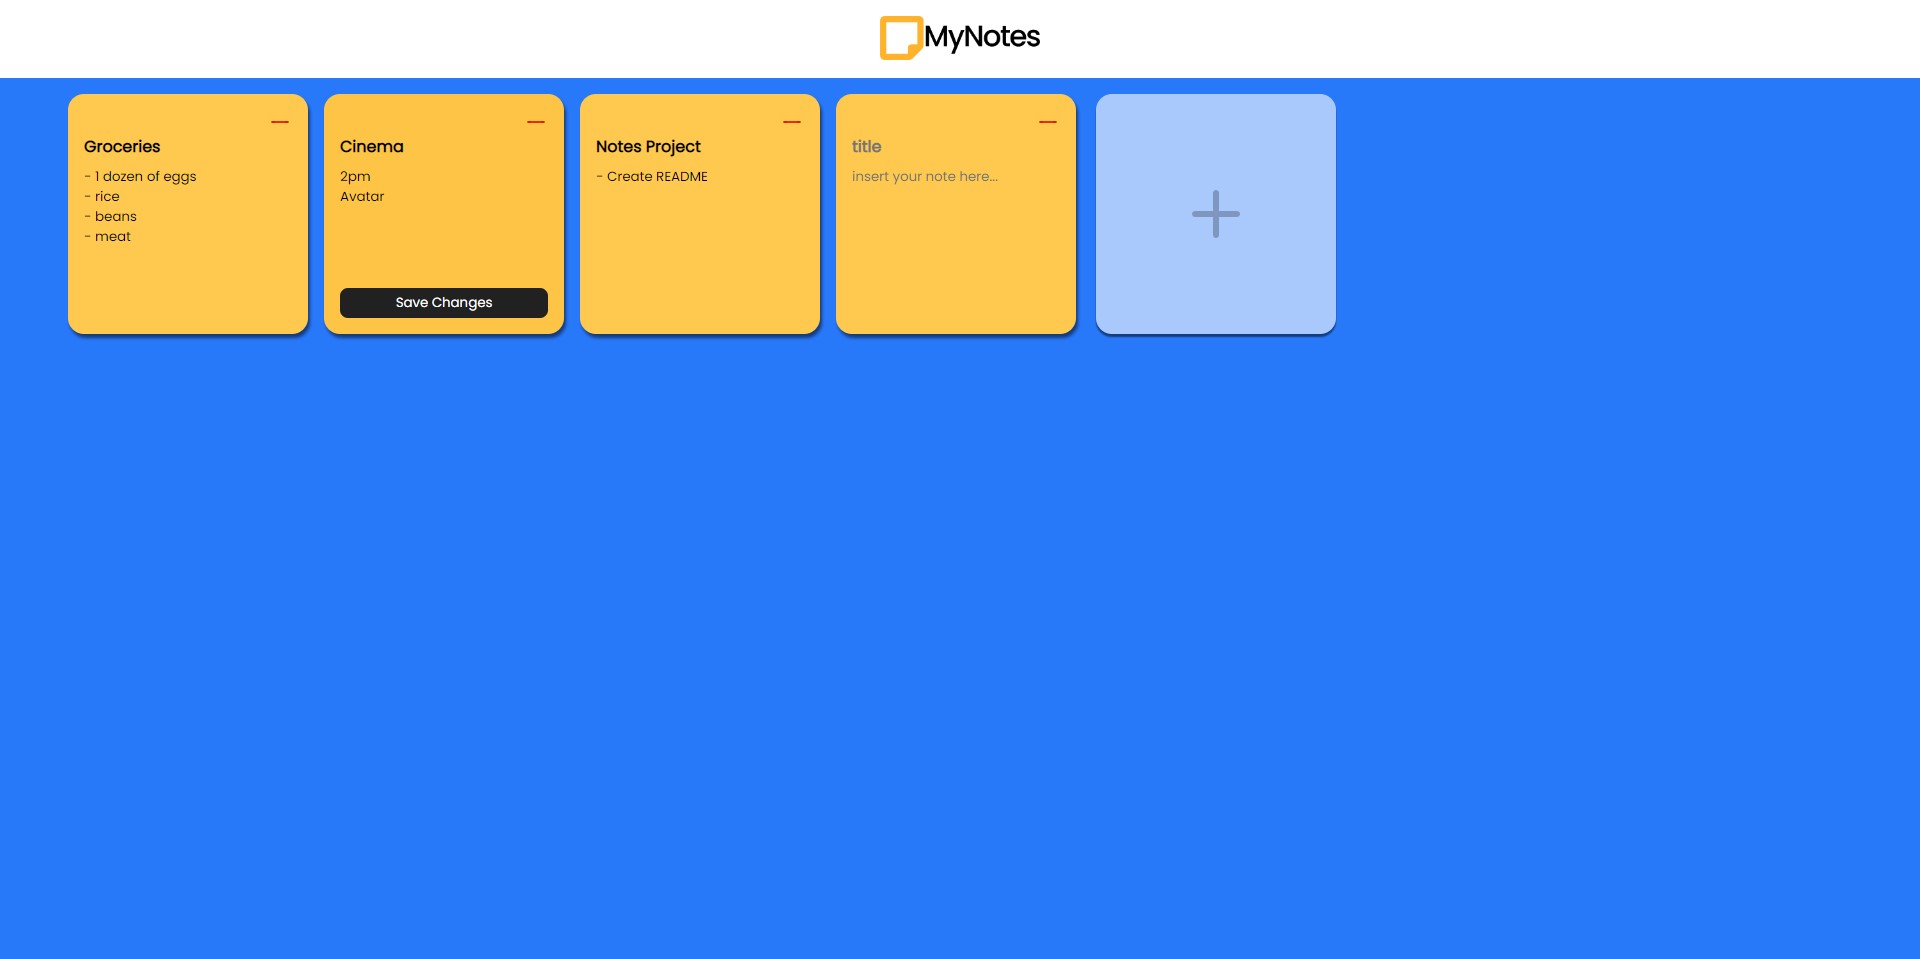 MyNotes
Groceries
- 1 dozen of eggs
- rice
- beans
- meat
Cinema
2pm
Avatar
Save Changes
Notes Project
- Create README
title
insert your note here...